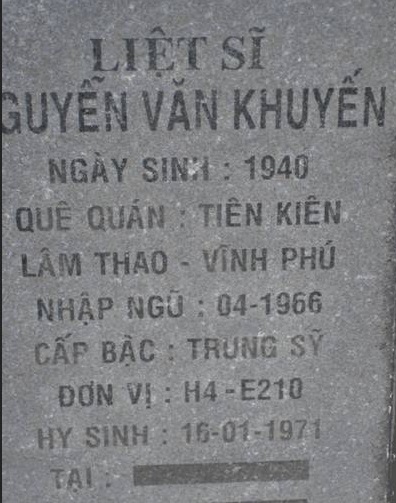 LIỆT SĨ
GUYỄN VĂN KHUYẾN
NGÀY SINH : 1940
QUÊ QUÁN : TIÊN KIÊN
LÂM THAO - VĨNH PHÚ
NHẬP NGŨ : 04-1966
CẤP BẬC : TRUNG SỸ
ĐƠN VỊ : H4-E210
HY SINH : 16-01-1971
TẠI :